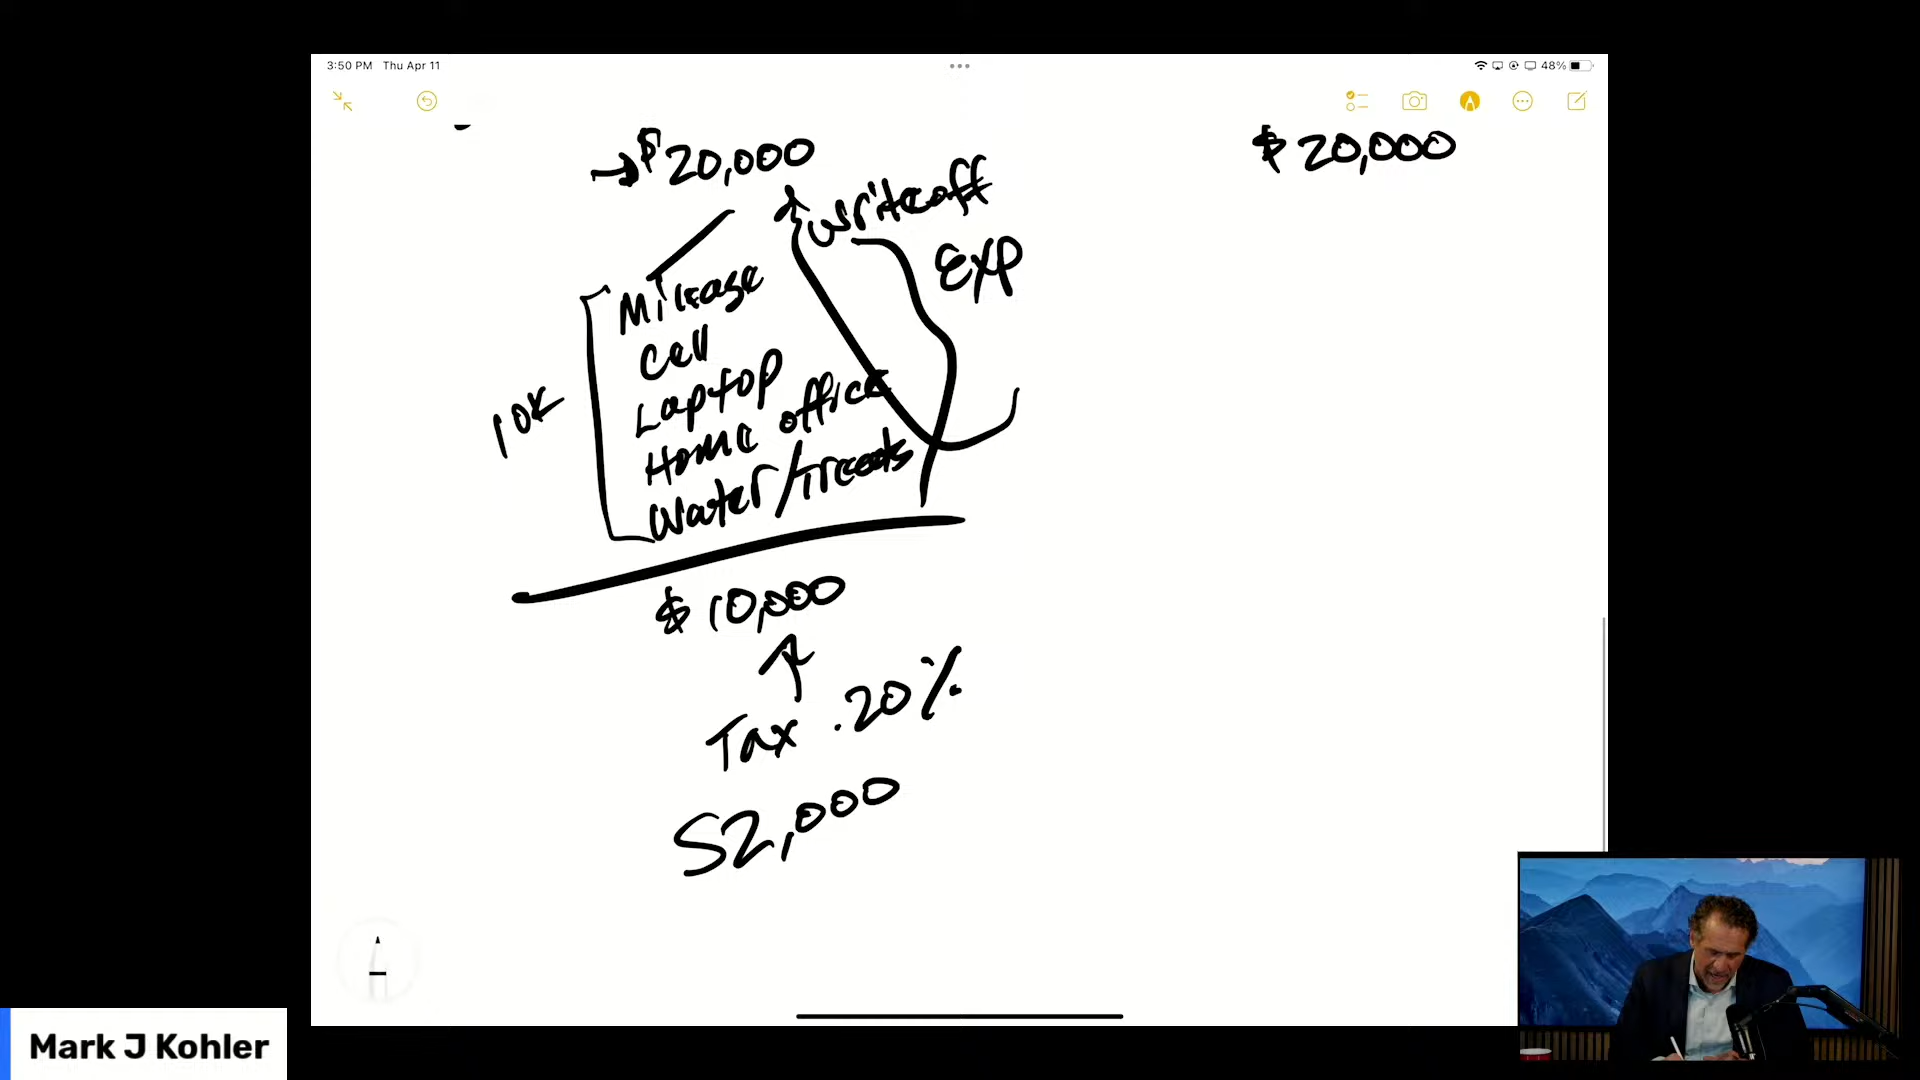 3:50 PM Thu Apr 11
48%
→$20,000
$20,000
writeoff
Exp
Mileage
Cell
Laptop
Home office
Water/Treats
10K
$10,000
Tax .20%
$2,000
Mark J Kohler